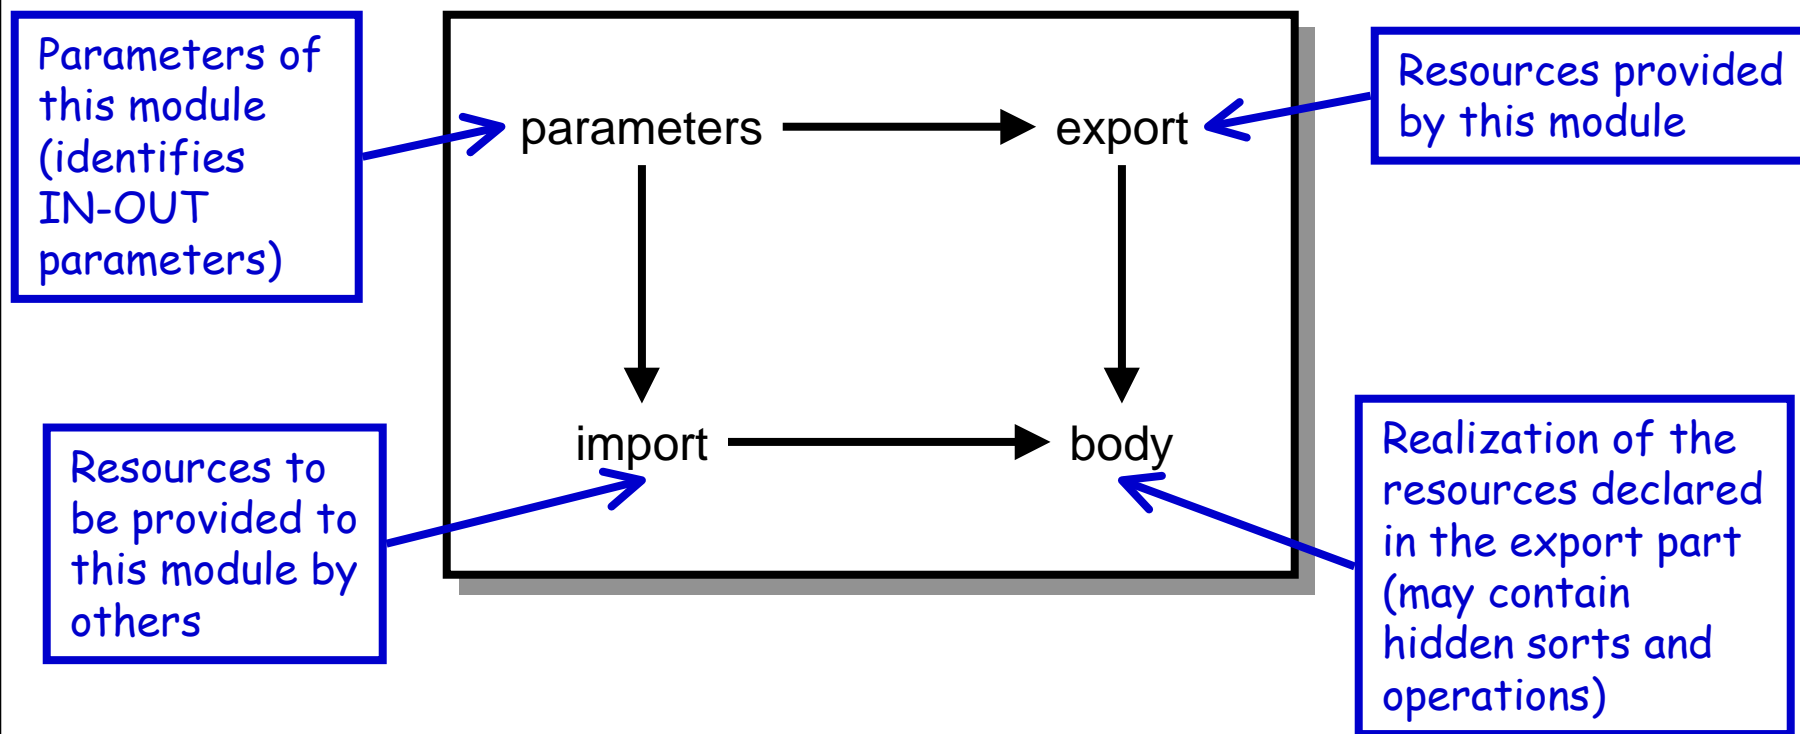 Parameters of
this module
(identifies
IN-OUT
parameters)
parameters
export
Resources provided
by this module
import
body
Resources to
be provided to
this module by
others
Realization of the
resources declared
in the export part
(may contain
hidden sorts and
operations)